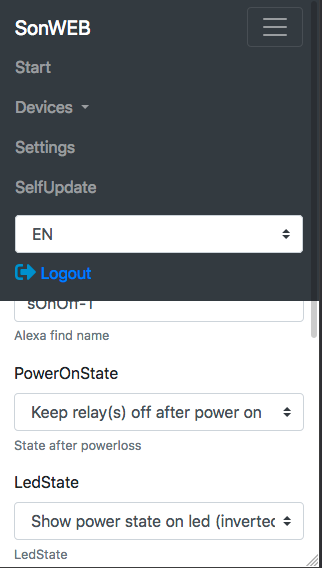 SonWEB
Start
Devices
Settings
SelfUpdate
EN
Logout
sOnOff-1
Alexa find name
PowerOnState
Keep relay(s) off after power on
State after powerloss
LedState
Show power state on led (inverted
LedState